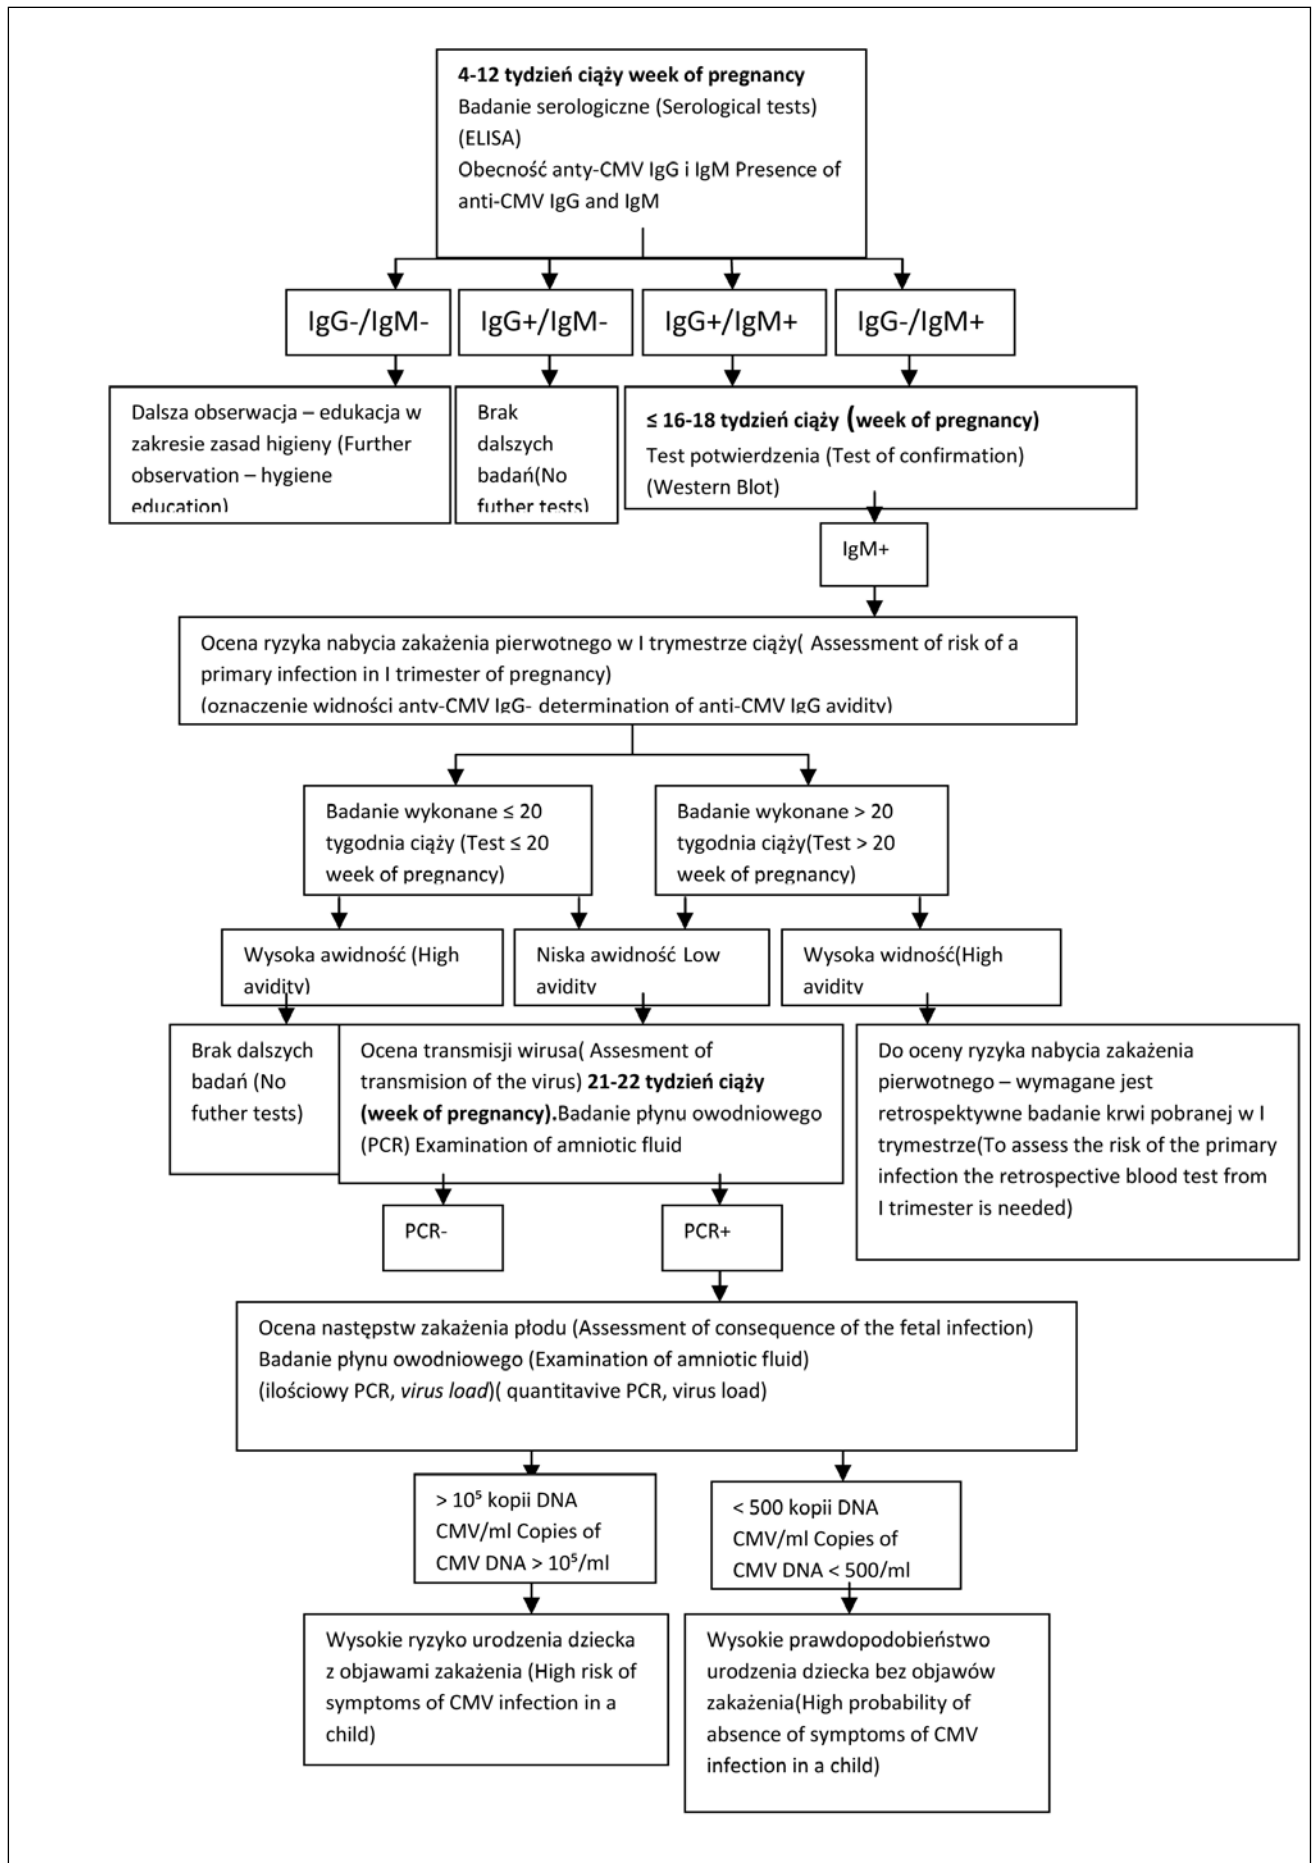 4-12 tydzień ciąży week of pregnancy
Badanie serologiczne (Serological tests)
(ELISA)
Obecność anty-CMV IgG i IgM Presence of
anti-CMV IgG and IgM
IgG-/IgM-
IgG+/IgM-
IgG+/IgM+
IgG-/IgM+
Dalsza obserwacja – edukacja w
zakresie zasad higieny (Further
observation – hygiene
education)
Brak
dalszych
badań(No
futher tests)
≤ 16-18 tydzień ciąży (week of pregnancy)
Test potwierdzenia (Test of confirmation)
(Western Blot)
IgM+
Ocena ryzyka nabycia zakażenia pierwotnego w I trymestrze ciąży( Assessment of risk of a
primary infection in I trimester of pregnancy)
(oznaczenie widności anty-CMV IgG- determination of anti-CMV IgG avidity)
Badanie wykonane ≤ 20
tygodnia ciąży (Test ≤ 20
week of pregnancy)
Badanie wykonane > 20
tygodnia ciąży(Test > 20
week of pregnancy)
Wysoka awidność (High
avidity)
Niska awidność Low
avidity
Wysoka widność(High
avidity
Brak dalszych
badań (No
futher tests)
Ocena transmisji wirusa( Assesment of
transmision of the virus) 21-22 tydzień ciąży
(week of pregnancy).Badanie płynu owodniowego
(PCR) Examination of amniotic fluid
Do oceny ryzyka nabycia zakażenia
pierwotnego – wymagane jest
retrospektywne badanie krwi pobranej w I
trymestrze(To assess the risk of the primary
infection the retrospective blood test from
I trimester is needed)
PCR-
PCR+
Ocena następstw zakażenia płodu (Assessment of consequence of the fetal infection)
Badanie płynu owodniowego (Examination of amniotic fluid)
(ilościowy PCR, virus load)( quantitavive PCR, virus load)
> 10⁵ kopii DNA
CMV/ml Copies of
CMV DNA > 10⁵/ml
< 500 kopii DNA
CMV/ml Copies of
CMV DNA < 500/ml
Wysokie ryzyko urodzenia dziecka
z objawami zakażenia (High risk of
symptoms of CMV infection in a
child)
Wysokie prawdopodobieństwo
urodzenia dziecka bez objawów
zakażenia(High probability of
absence of symptoms of CMV
infection in a child)